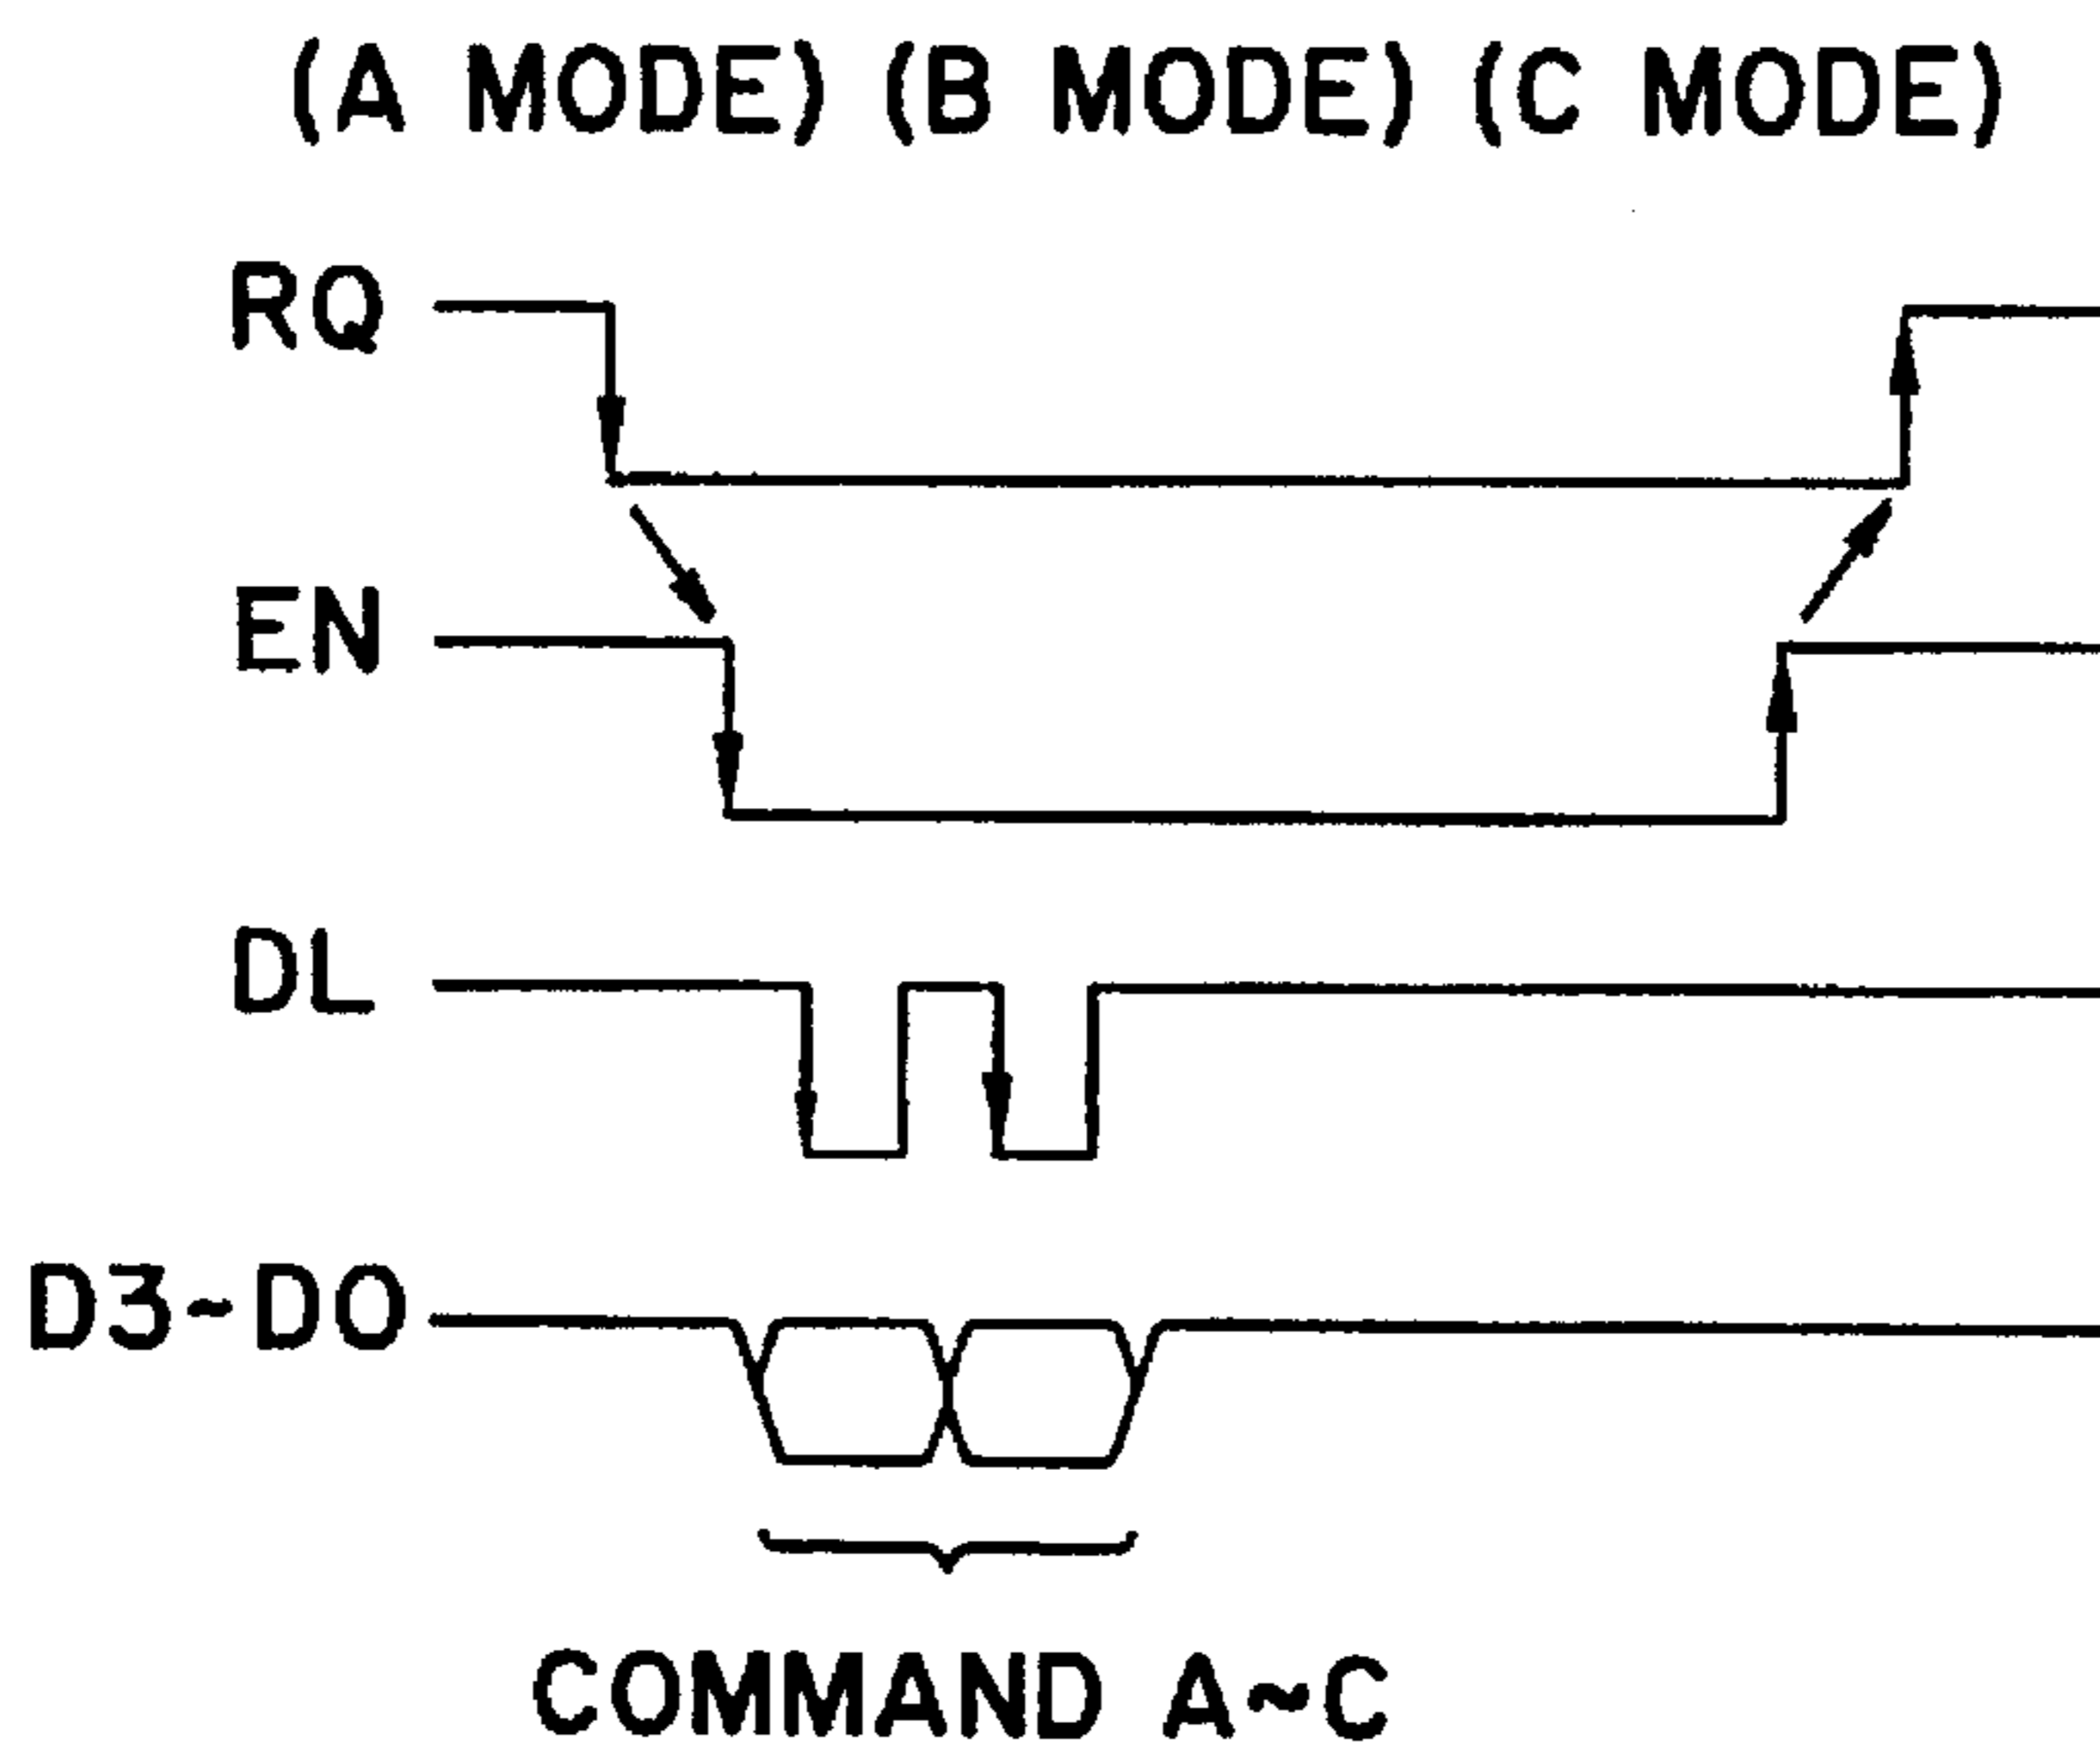 (A MODE) (B MODE) (C MODE)
RQ
EN
DL
D3~D0
COMMAND A~C